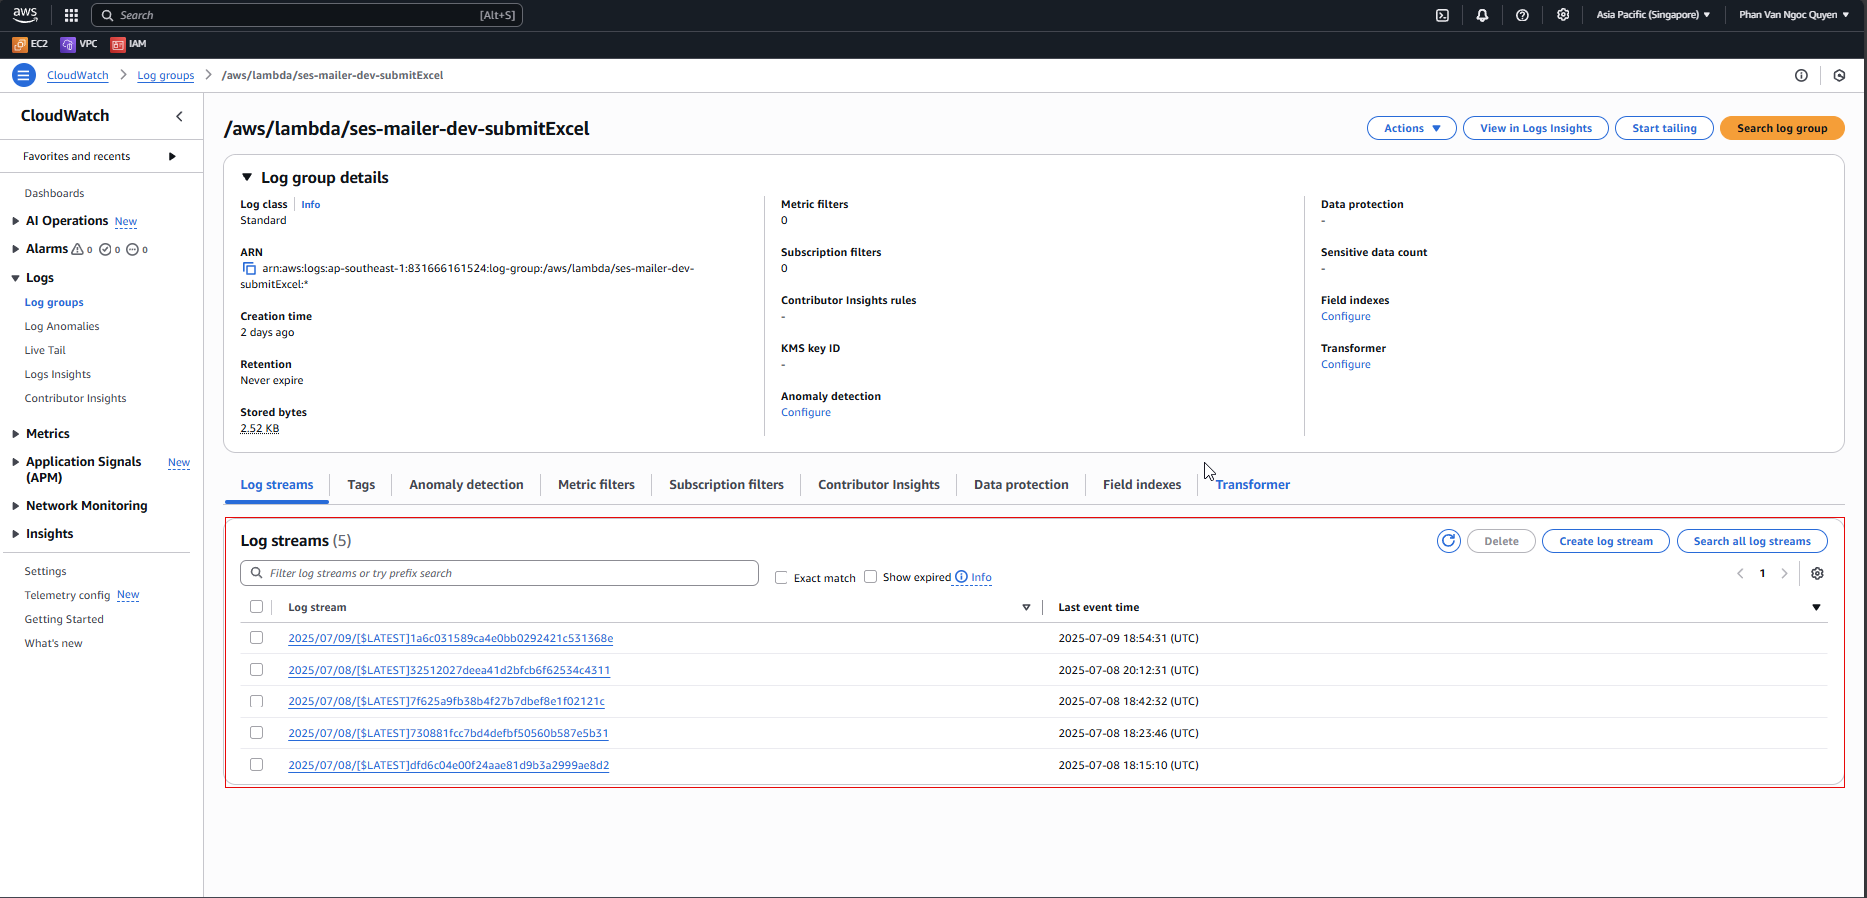 aws
Search
[Alt+S]
Asia Pacific (Singapore)
Phan Van Ngoc Quyen
EC2
VPC
IAM
CloudWatch
Log groups
/aws/lambda/ses-mailer-dev-submitExcel
CloudWatch
Favorites and recents
Dashboards
AI Operations New
Alarms 0 0 0
Logs
Log groups
Log Anomalies
Live Tail
Logs Insights
Contributor Insights
Metrics
Application Signals New
(APM)
Network Monitoring
Insights
Settings
Telemetry config New
Getting Started
What's new
/aws/lambda/ses-mailer-dev-submitExcel
Actions
View in Logs Insights
Start tailing
Search log group
Log group details
Log class Info
Standard
ARN
arn:aws:logs:ap-southeast-1:831666161524:log-group:/aws/lambda/ses-mailer-dev-
submitExcel:*
Creation time
2 days ago
Retention
Never expire
Stored bytes
2.52 KB
Metric filters
0
Subscription filters
0
Contributor Insights rules
-
KMS key ID
-
Anomaly detection
Configure
Data protection
-
Sensitive data count
-
Field indexes
Configure
Transformer
Configure
Log streams
Tags
Anomaly detection
Metric filters
Subscription filters
Contributor Insights
Data protection
Field indexes
Transformer
Log streams (5)
Delete
Create log stream
Search all log streams
Filter log streams or try prefix search
Exact match
Show expired
Info
1
Log stream
Last event time
2025/07/09/[$LATEST]1a6c031589ca4e0bb0292421c531368e 2025-07-09 18:54:31 (UTC)
2025/07/08/[$LATEST]32512027deea41d2bfcb6f62534c4311 2025-07-08 20:12:31 (UTC)
2025/07/08/[$LATEST]7f625a9fb38b4f27b7dbef8e1f02121c 2025-07-08 18:42:32 (UTC)
2025/07/08/[$LATEST]730881fcc7bd4defbf50560b587e5b31 2025-07-08 18:23:46 (UTC)
2025/07/08/[$LATEST]dfd6c04e00f24aae81d9b3a2999ae8d2 2025-07-08 18:15:10 (UTC)